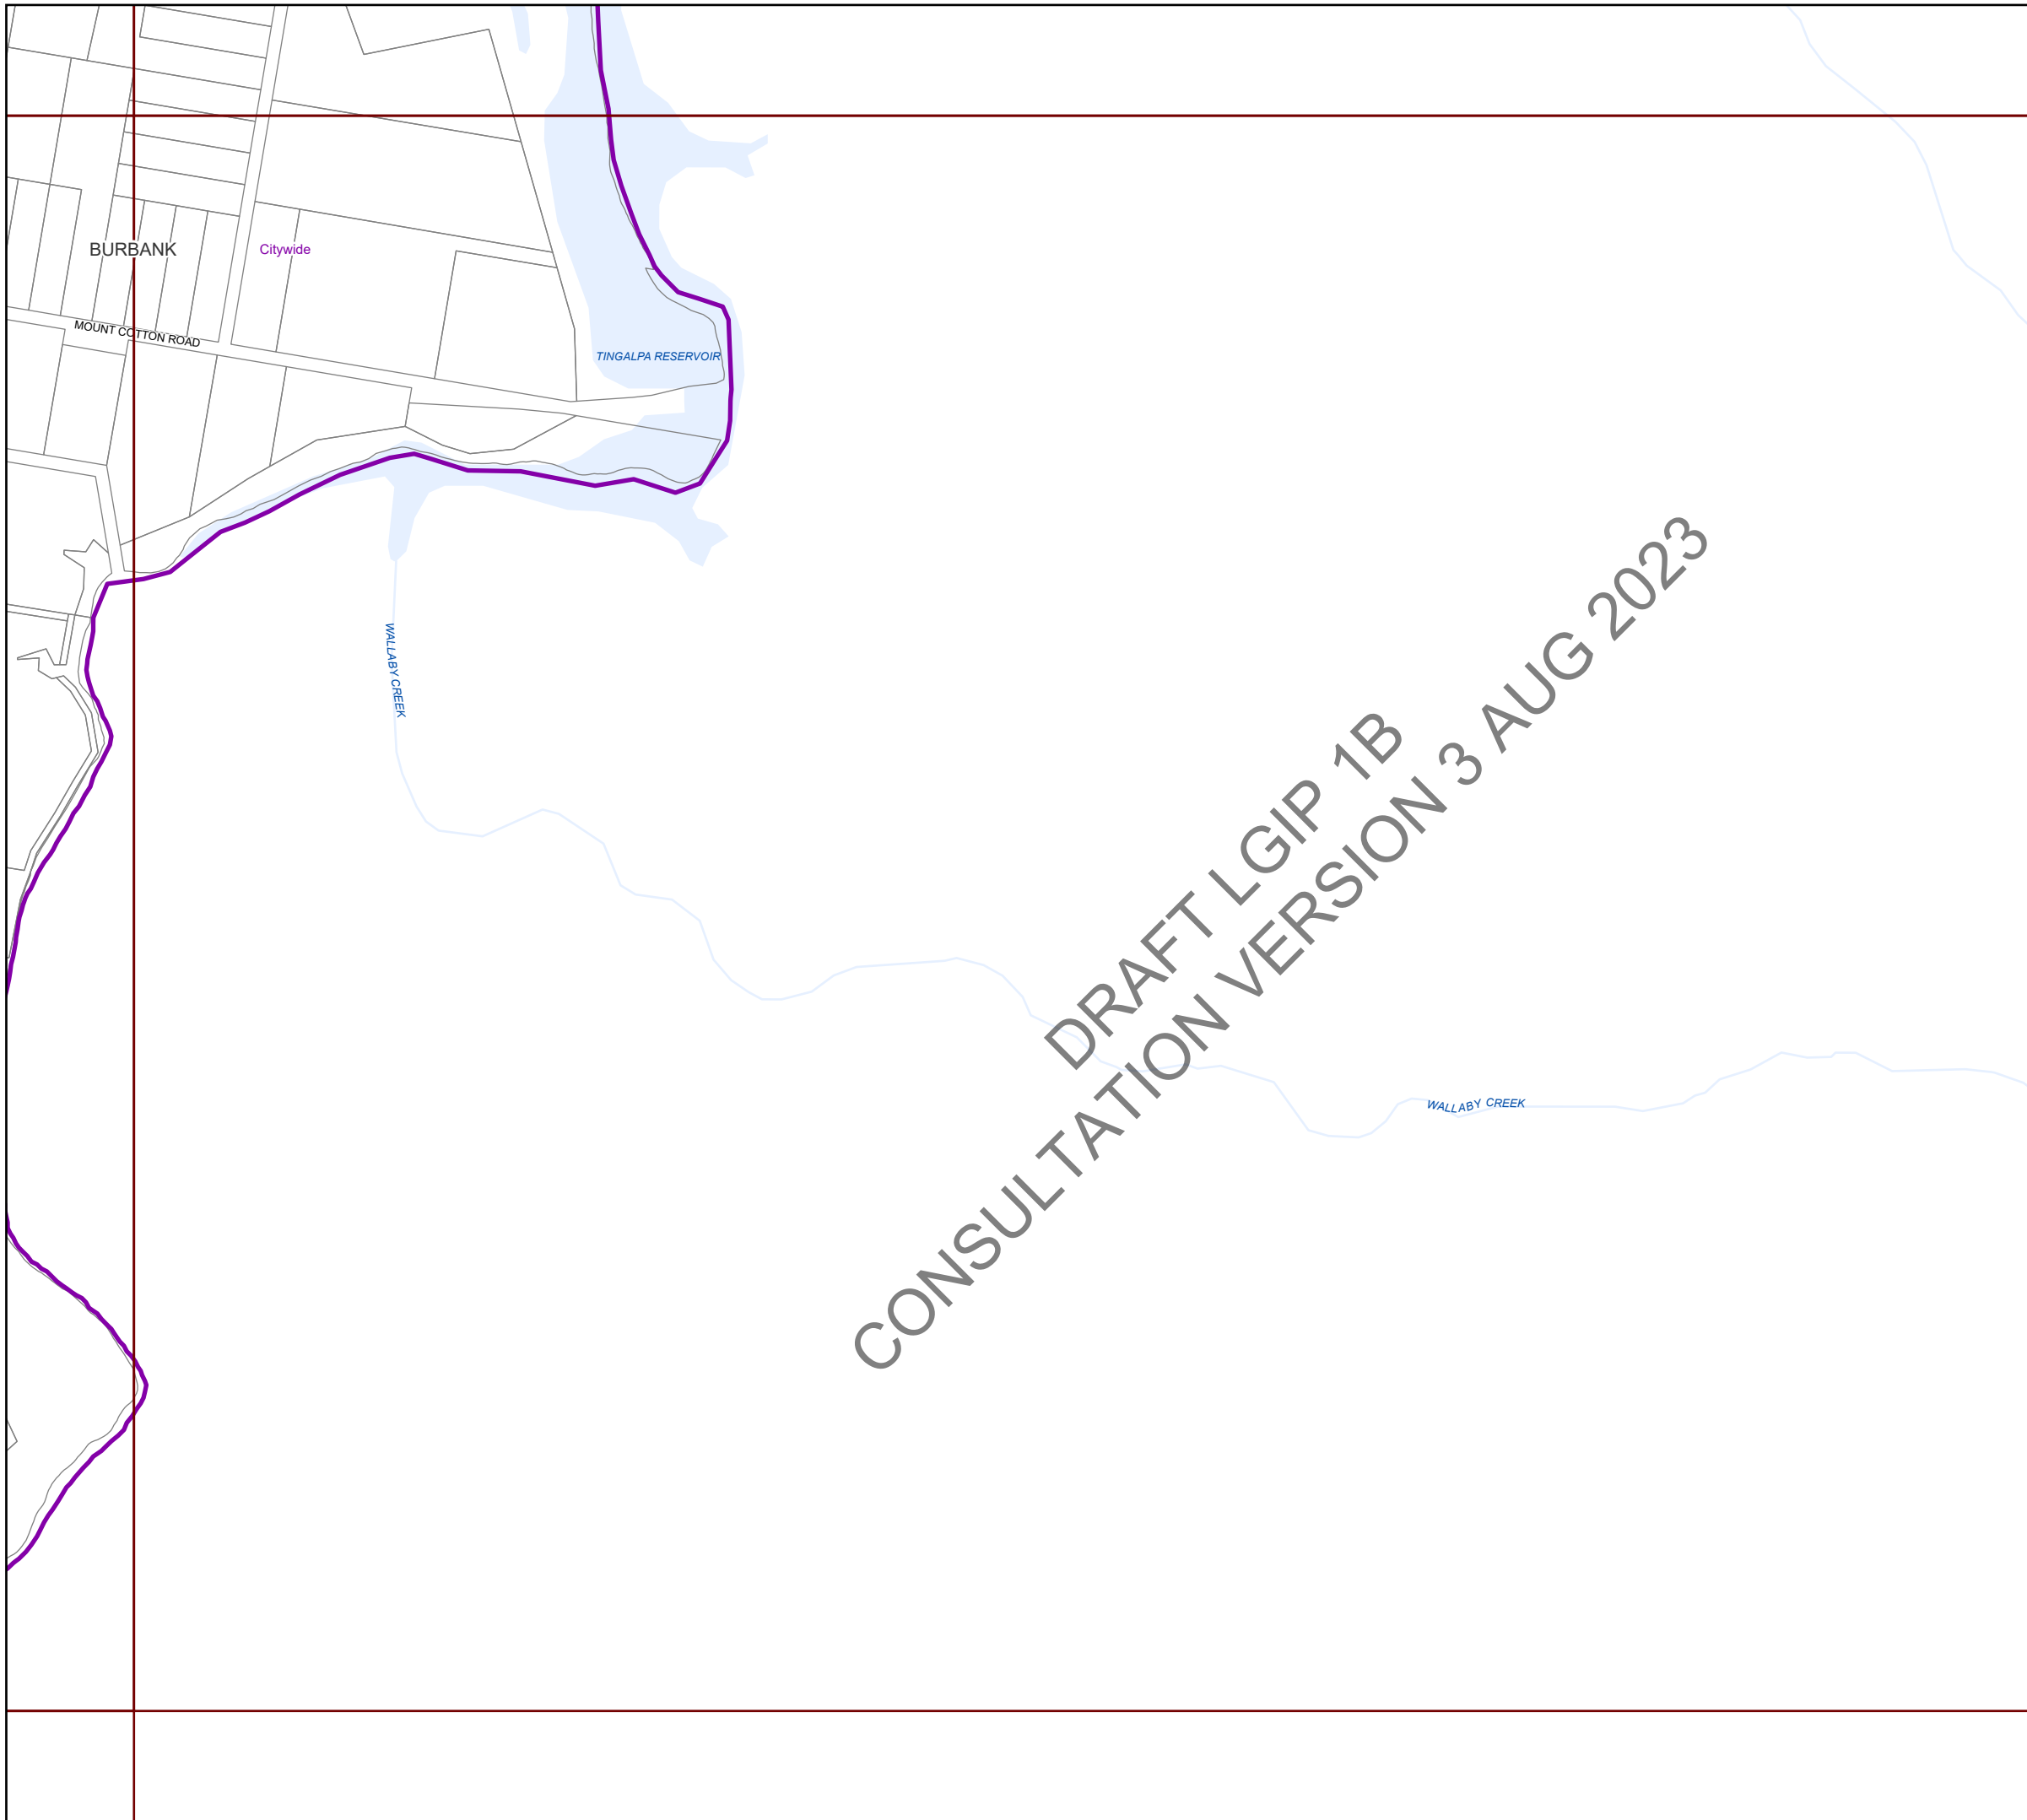 BURBANK
Citywide
MOUNT COTTON ROAD
TINGALPA RESERVOIR
WALLABY CREEK
DRAFT LGIP 1B
CONSULTATION VERSION 3 AUG 2023
WALLABY CREEK